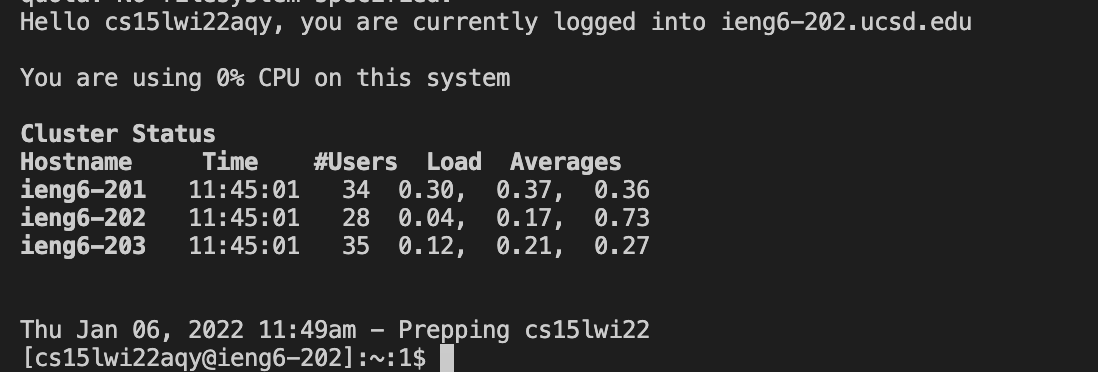 Hello cs15lwi22aqy, you are currently logged into ieng6-202.ucsd.edu
You are using 0% CPU on this system
Cluster Status
Hostname     Time    #Users  Load  Averages
ieng6-201   11:45:01   34  0.30,  0.37,  0.36
ieng6-202   11:45:01   28  0.04,  0.17,  0.73
ieng6-203   11:45:01   35  0.12,  0.21,  0.27
Thu Jan 06, 2022 11:49am - Prepping cs15lwi22
[cs15lwi22aqy@ieng6-202]:~:1$